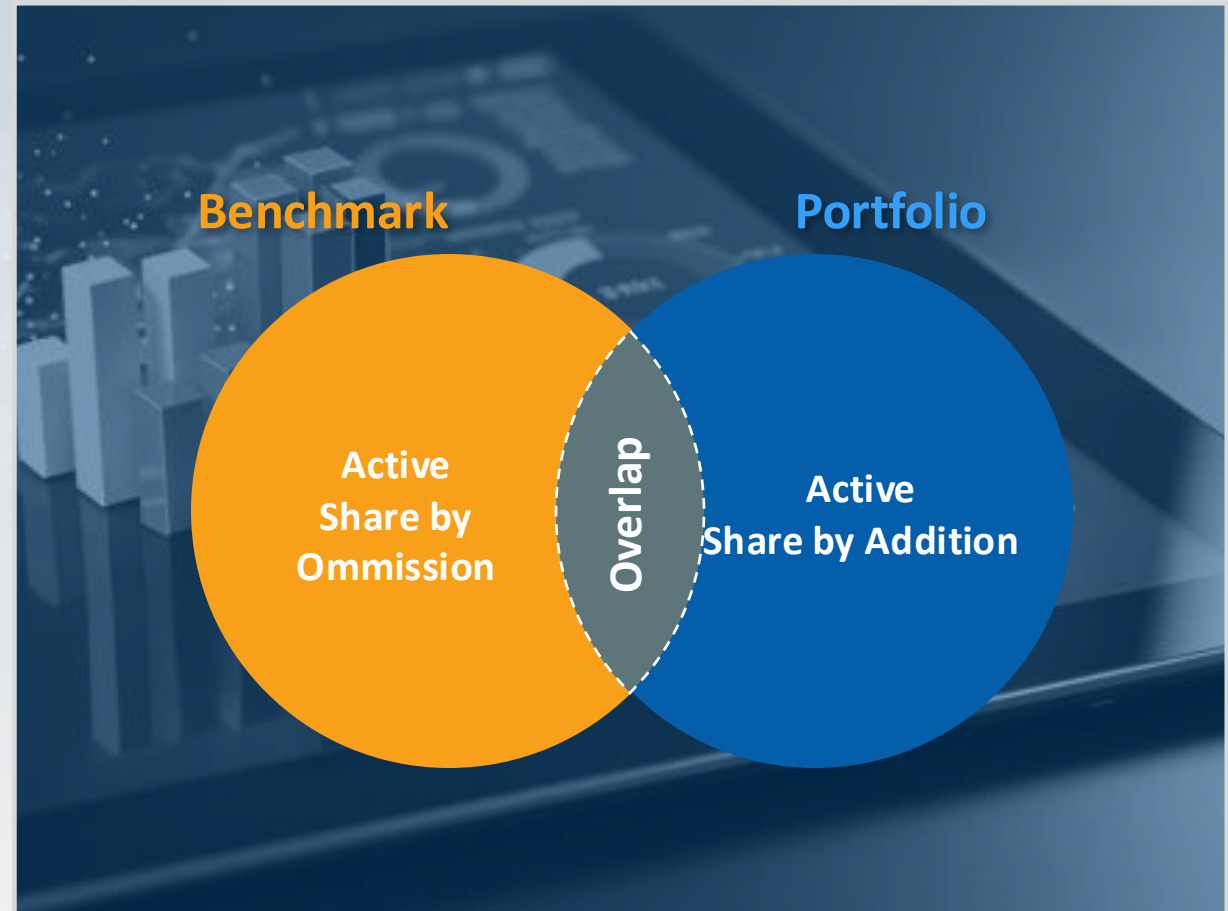 Benchmark
Portfolio
Active
Share by
Ommission
Overlap
Active
Share by Addition